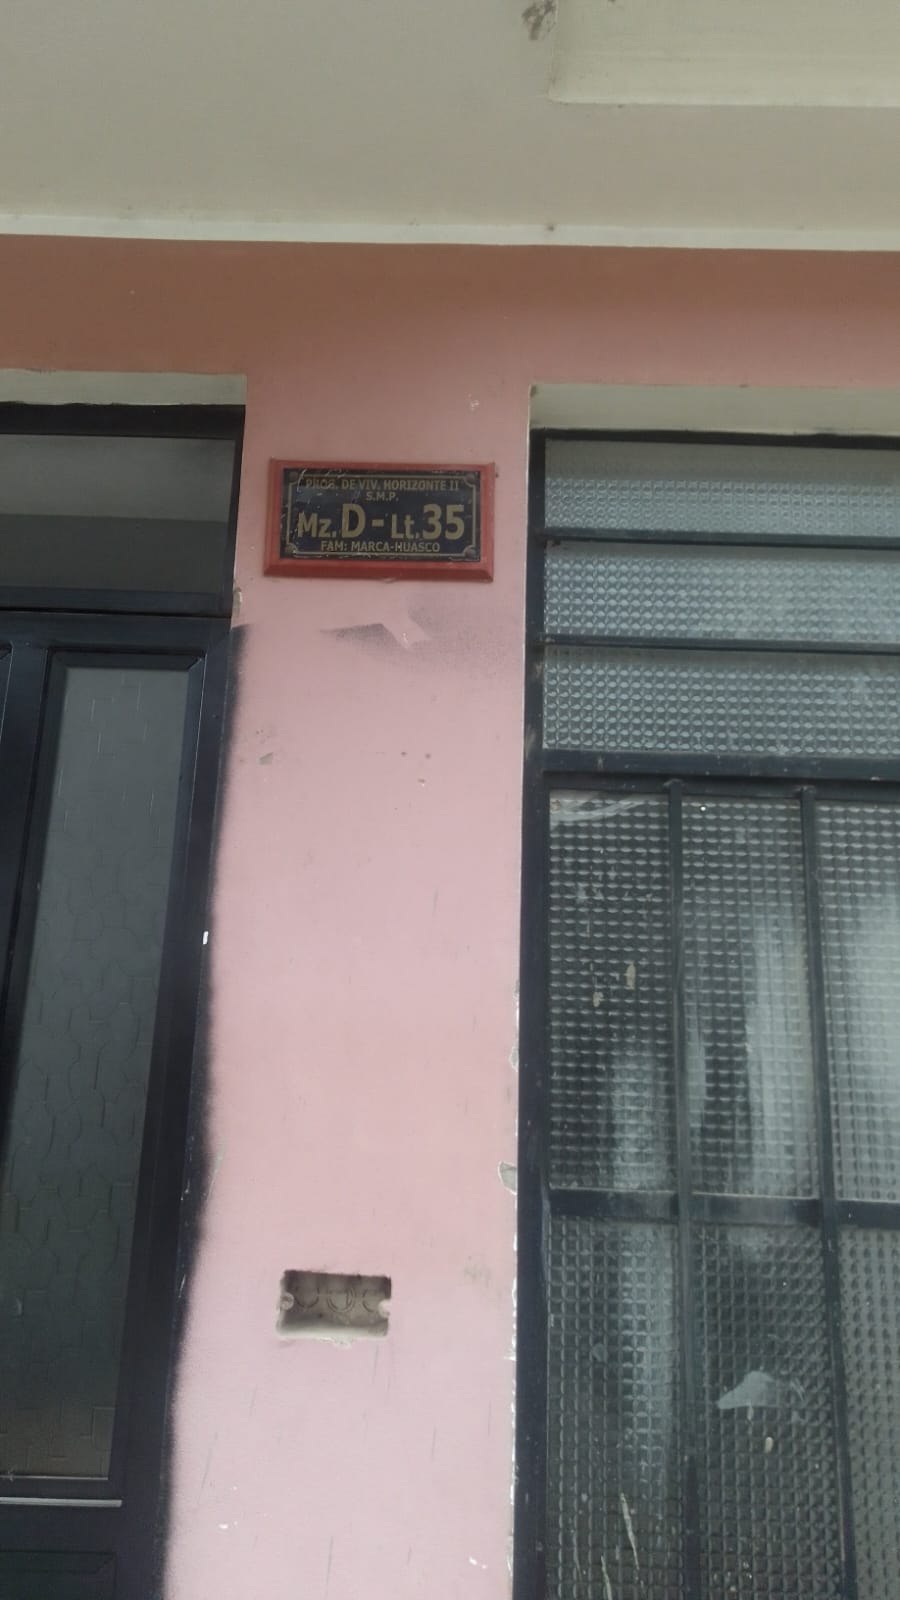 PROG. DE VIV. HORIZONTE II
S.M.P.
Mz. D - Lt. 35
FAM: MARCA-HUASCO